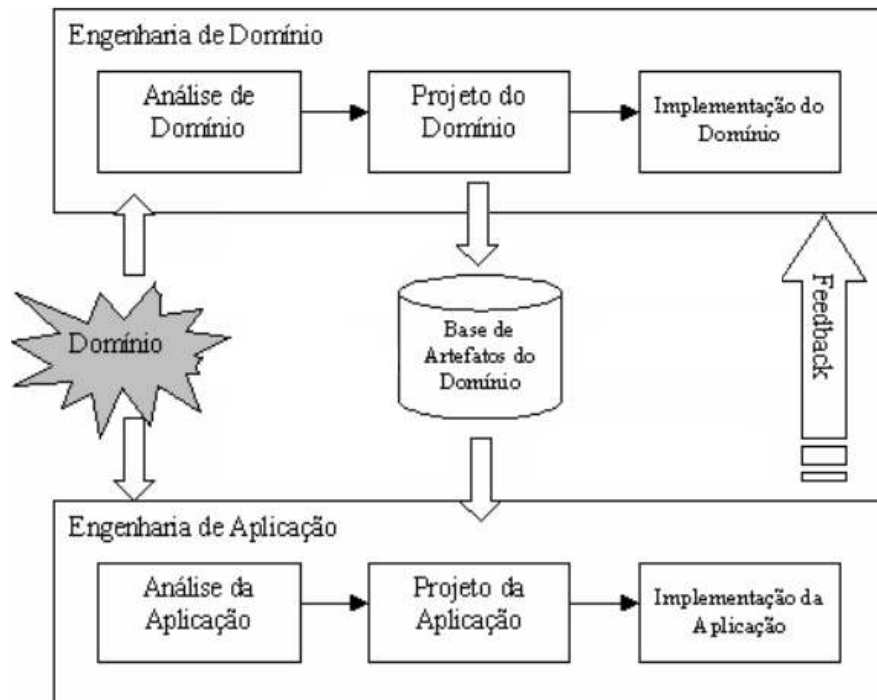 Engenharia de Domínio
Análise de
Domínio
Projeto do
Domínio
Implementação do
Domínio
Domínio
Base de
Artefatos do
Domínio
Feedback
Engenharia de Aplicação
Análise da
Aplicação
Projeto da
Aplicação
Implementação da
Aplicação